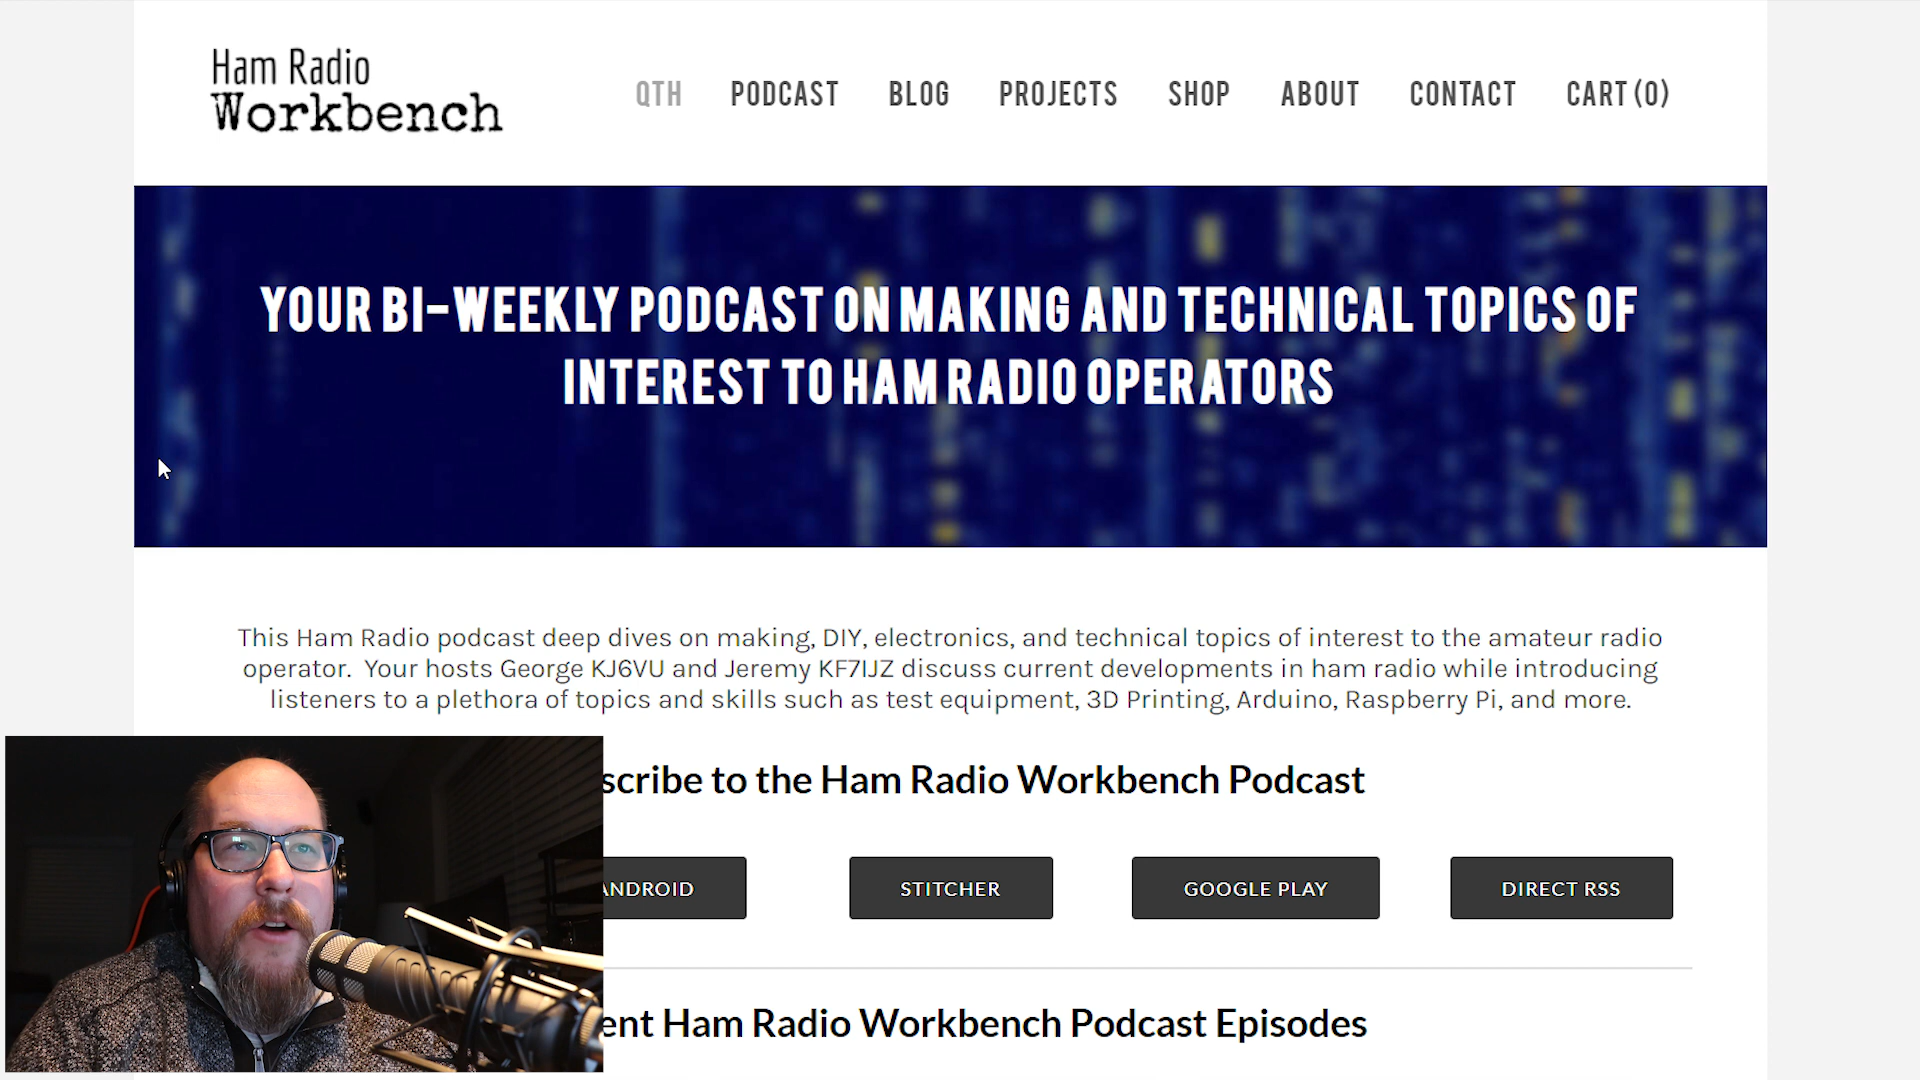 Ham Radio
Workbench
QTH PODCAST BLOG PROJECTS SHOP ABOUT CONTACT CART (0)
YOUR BI-WEEKLY PODCAST ON MAKING AND TECHNICAL TOPICS OF
INTEREST TO HAM RADIO OPERATORS
This Ham Radio podcast deep dives on making, DIY, electronics, and technical topics of interest to the amateur radio
operator. Your hosts George KJ6VU and Jeremy KF7IJZ discuss current developments in ham radio while introducing
listeners to a plethora of topics and skills such as test equipment, 3D Printing, Arduino, Raspberry Pi, and more.
scribe to the Ham Radio Workbench Podcast
ANDROID STITCHER GOOGLE PLAY DIRECT RSS
ent Ham Radio Workbench Podcast Episodes